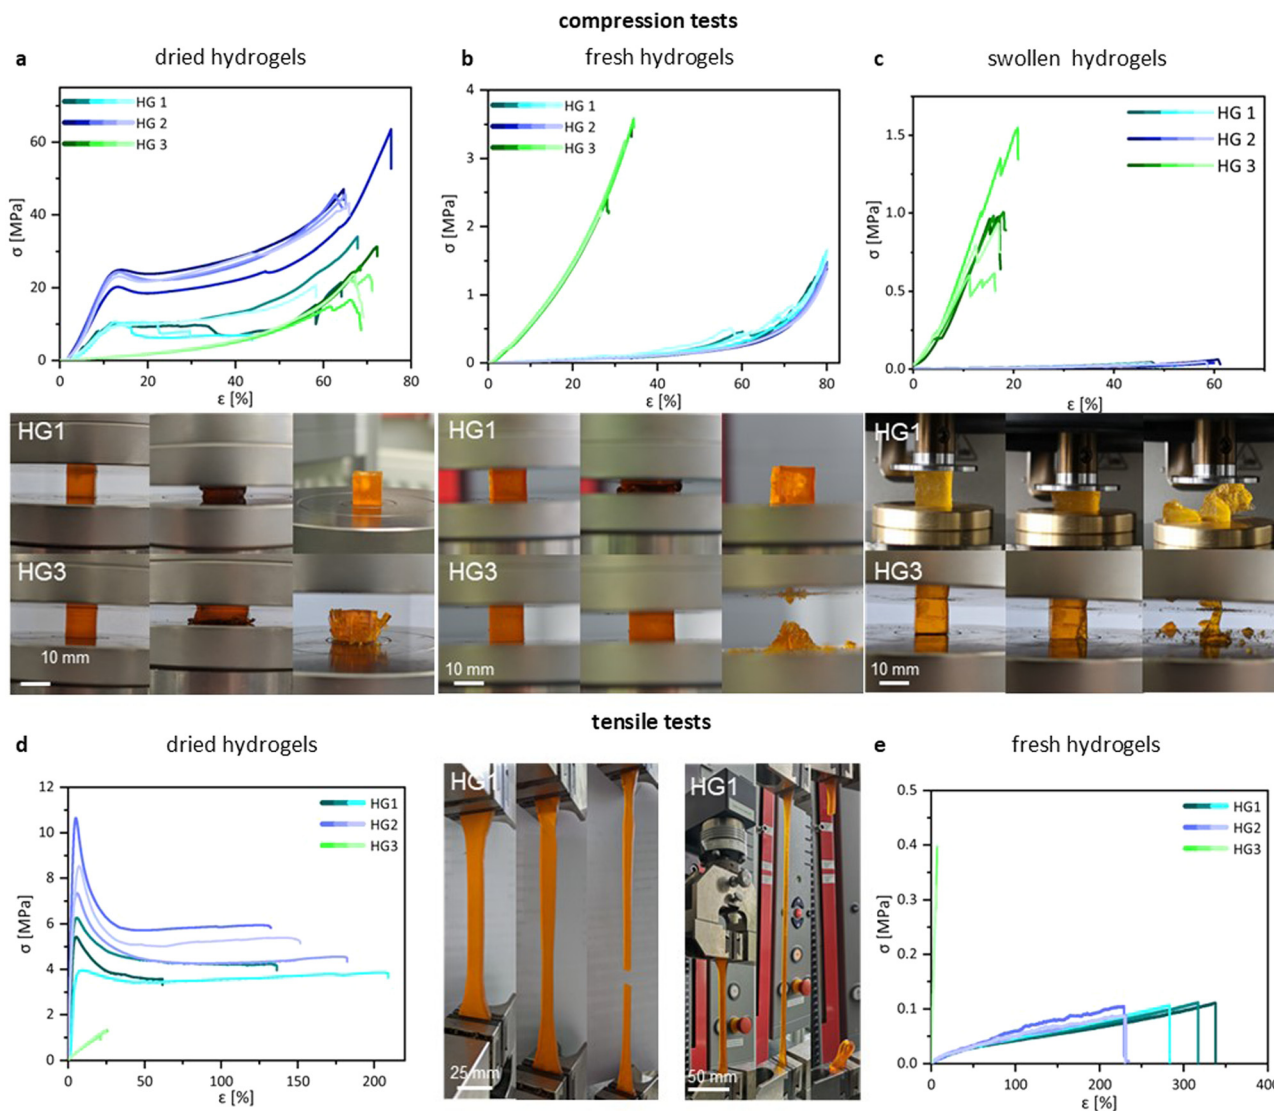 compression tests
a dried hydrogels
b fresh hydrogels
c swollen hydrogels
HG 1
HG 2
HG 3
σ [MPa]
60
40
20
0
0 20 40 60 80
ε [%]
HG 1
HG 2
HG 3
σ [MPa]
4
3
2
1
0
0 20 40 60 80
ε [%]
HG 1
HG 2
HG 3
σ [MPa]
1.5
1.0
0.5
0.0
0 20 40 60
ε [%]
HG1
HG3
10 mm
HG1
HG3
10 mm
HG1
HG3
10 mm
tensile tests
d dried hydrogels
e fresh hydrogels
HG1
HG2
HG3
σ [MPa]
12
10
8
6
4
2
0
0 50 100 150 200
ε [%]
HG1
25 mm
HG1
50 mm
HG1
HG2
HG3
σ [MPa]
0.5
0.4
0.3
0.2
0.1
0.0
0 100 200 300 400
ε [%]